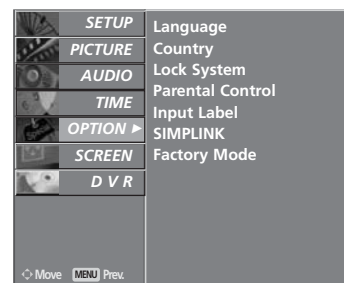 SETUP
PICTURE
AUDIO
TIME
OPTION ►
SCREEN
D V R
Move MENU Prev.
Language
Country
Lock System
Parental Control
Input Label
SIMPLINK
Factory Mode